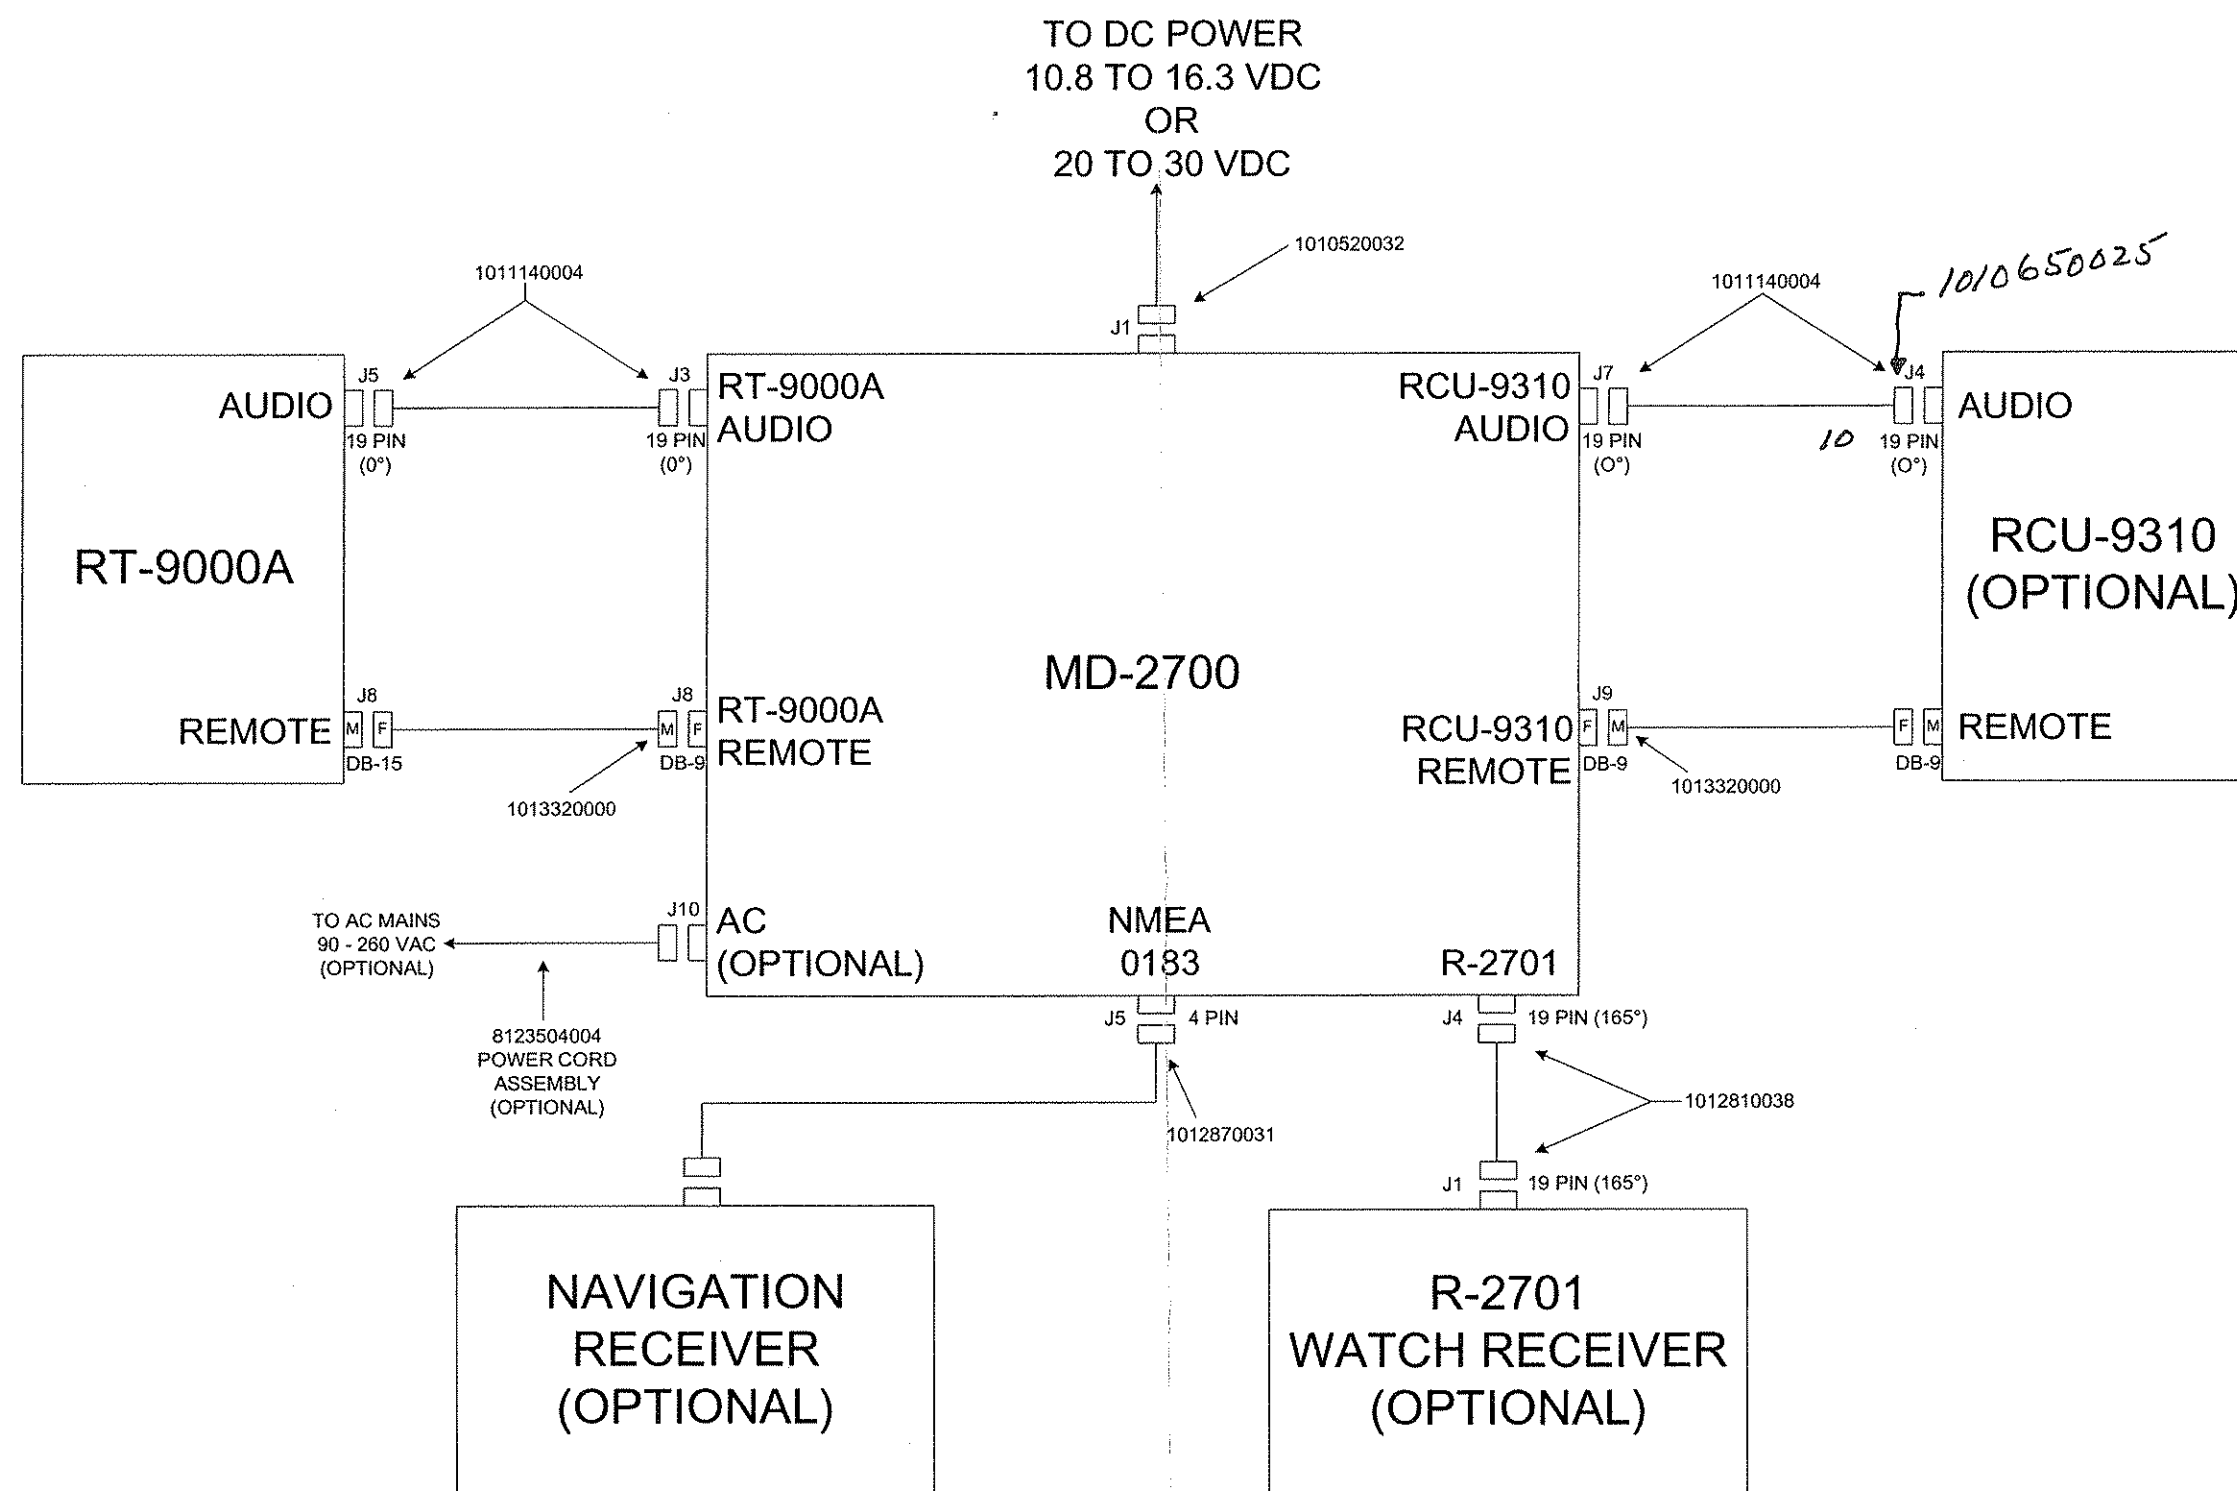 TO DC POWER
10.8 TO 16.3 VDC
OR
20 TO 30 VDC
1010520032
J1
1011140004
1011140004
1010650025
J5
J3
J7
J4
AUDIO
RT-9000A
AUDIO
RCU-9310
AUDIO
AUDIO
19 PIN
(0°)
19 PIN
(0°)
19 PIN
(O°)
10
19 PIN
(O°)
RT-9000A
MD-2700
RCU-9310
(OPTIONAL)
J8
J8
J9
REMOTE
M
F
M
F
RT-9000A
REMOTE
RCU-9310
REMOTE
F
M
F
M
REMOTE
DB-15
DB-9
DB-9
DB-9
1013320000
1013320000
TO AC MAINS
90 - 260 VAC
(OPTIONAL)
J10
AC
(OPTIONAL)
NMEA
0183
R-2701
8123504004
POWER CORD
ASSEMBLY
(OPTIONAL)
J5
4 PIN
J4
19 PIN (165°)
1012870031
1012810038
J1
19 PIN (165°)
NAVIGATION
RECEIVER
(OPTIONAL)
R-2701
WATCH RECEIVER
(OPTIONAL)